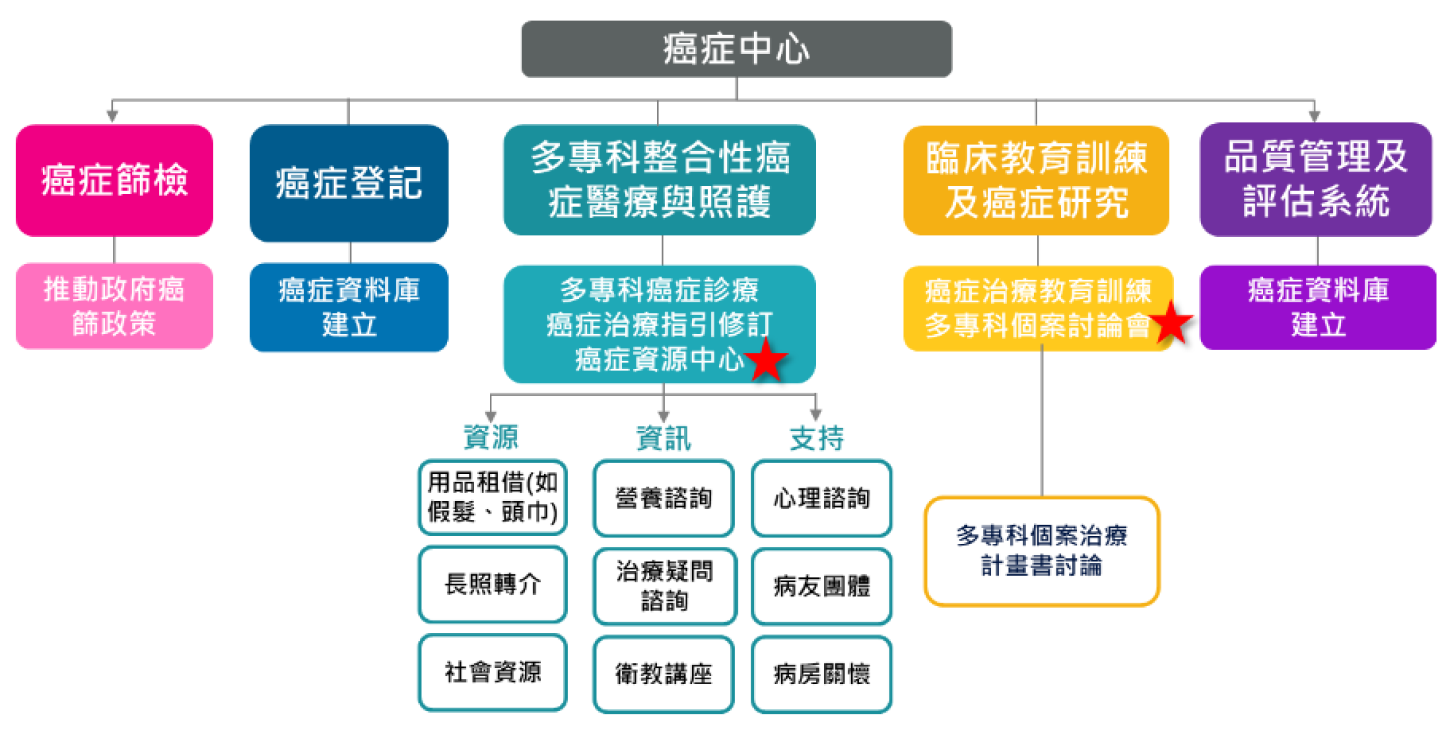 癌症中心
癌症篩檢
癌症登記
多專科整合性癌
症醫療與照護
臨床教育訓練
及癌症研究
品質管理及
評估系統
推動政府癌
篩政策
癌症資料庫
建立
多專科癌症診療
癌症治療指引修訂
癌症資源中心
癌症治療教育訓練
多專科個案討論會
癌症資料庫
建立
資源
用品租借(如
假髮、頭巾)
長照轉介
社會資源
資訊
營養諮詢
治療疑問
諮詢
衛教講座
支持
心理諮詢
病友團體
病房關懷
多專科個案治療
計畫書討論